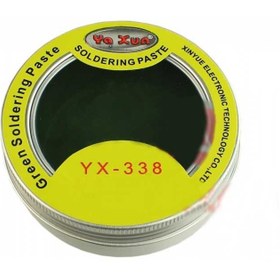 Ya Xun
SOLDERING PASTE
Green Soldering Paste
XINYUE ELECTRONIC TECHNOLOGY CO.,LTD
YX-338